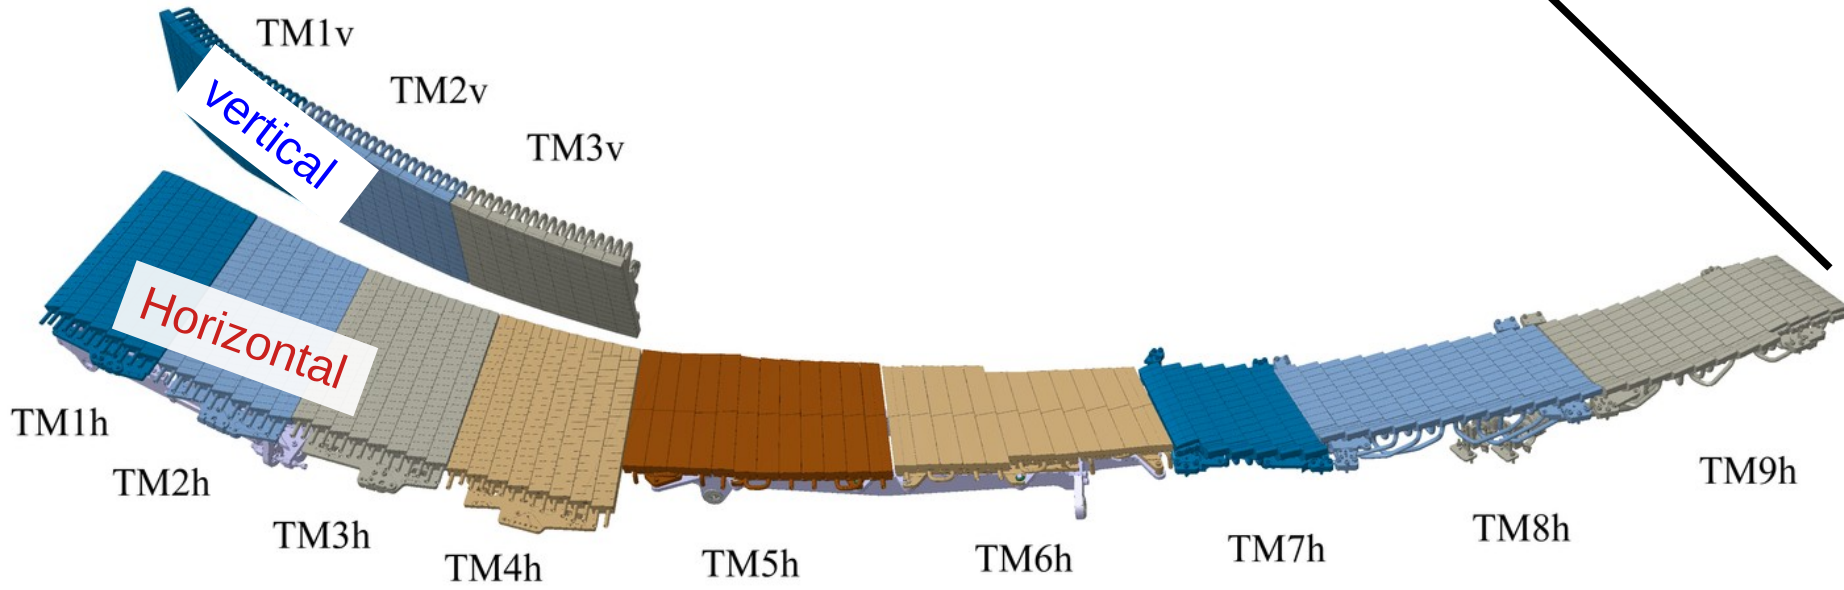 TM1v
TM2v
TM3v
vertical
Horizontal
TM1h
TM2h
TM3h
TM4h
TM5h
TM6h
TM7h
TM8h
TM9h